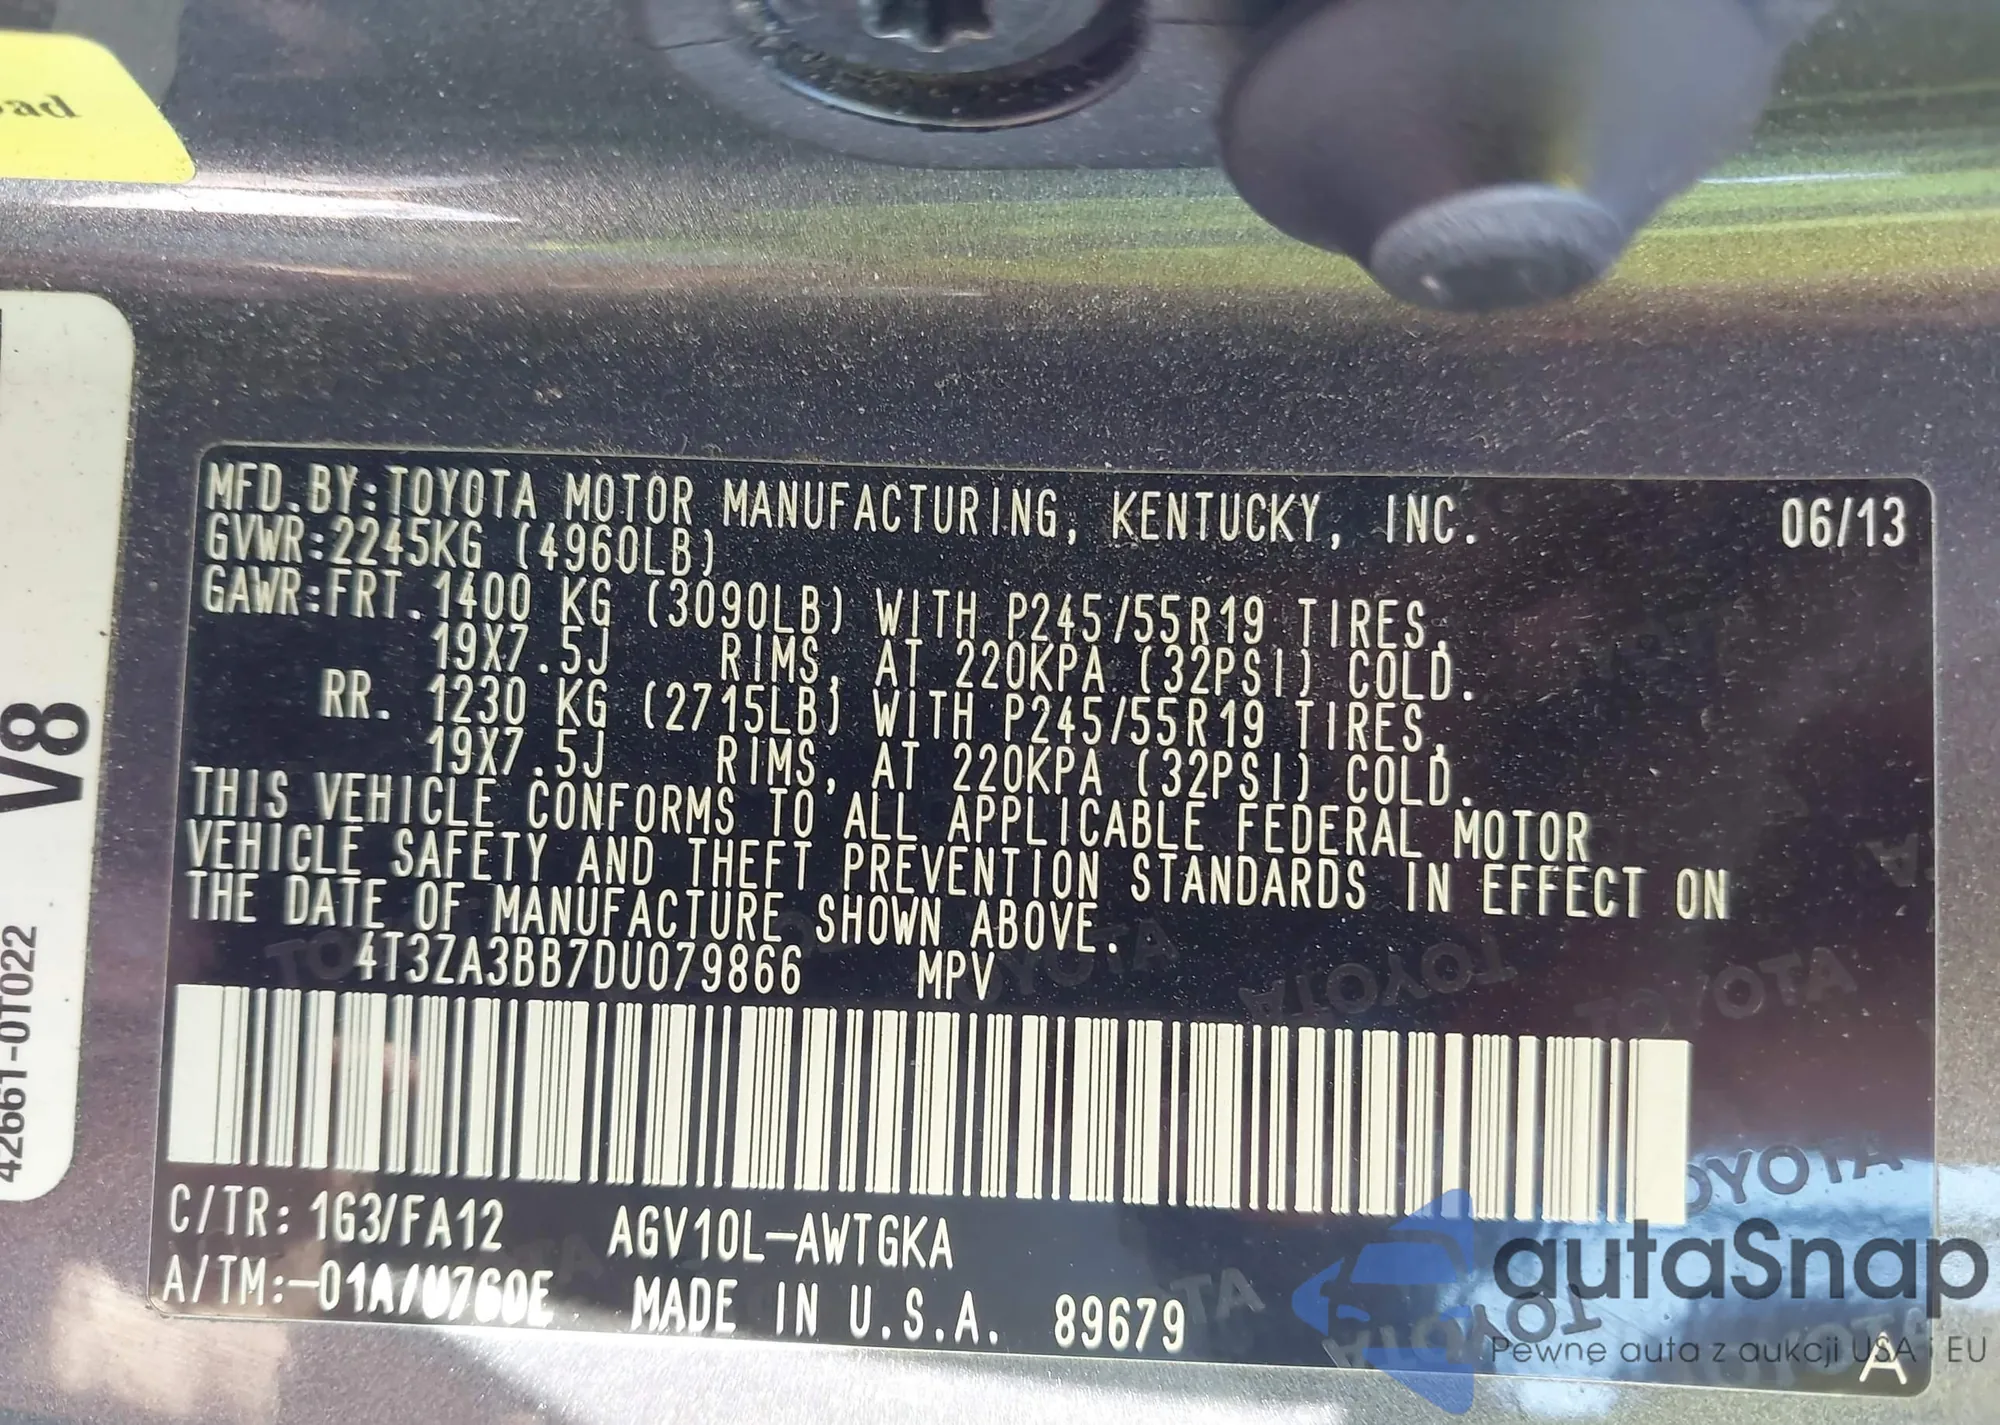 ad
V8
42661-0T022
MFD. BY: TOYOTA MOTOR MANUFACTURING, KENTUCKY, INC. 06/13
GVWR: 2245KG (4960LB)
GAWR: FRT. 1400 KG (3090LB) WITH P245/55R19 TIRES,
19X7.5J RIMS, AT 220KPA (32PSI) COLD.
RR. 1230 KG (2715LB) WITH P245/55R19 TIRES,
19X7.5J RIMS, AT 220KPA (32PSI) COLD.
THIS VEHICLE CONFORMS TO ALL APPLICABLE FEDERAL MOTOR
VEHICLE SAFETY AND THEFT PREVENTION STANDARDS IN EFFECT ON
THE DATE OF MANUFACTURE SHOWN ABOVE.
4T3ZA3BB7DU079866 MPV
C/TR: 1G3/FA12 AGV10L-AWTGKA
A/TM:-01A/U760E MADE IN U.S.A. 89679
A
TOYOTA
autaSnap
Pewne auta z aukcji USA i EU